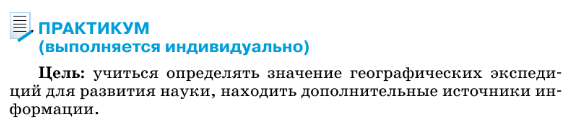 ПРАКТИКУМ
(выполняется индивидуально)
Цель: учиться определять значение географических экспеди-
ций для развития науки, находить дополнительные источники ин-
формации.